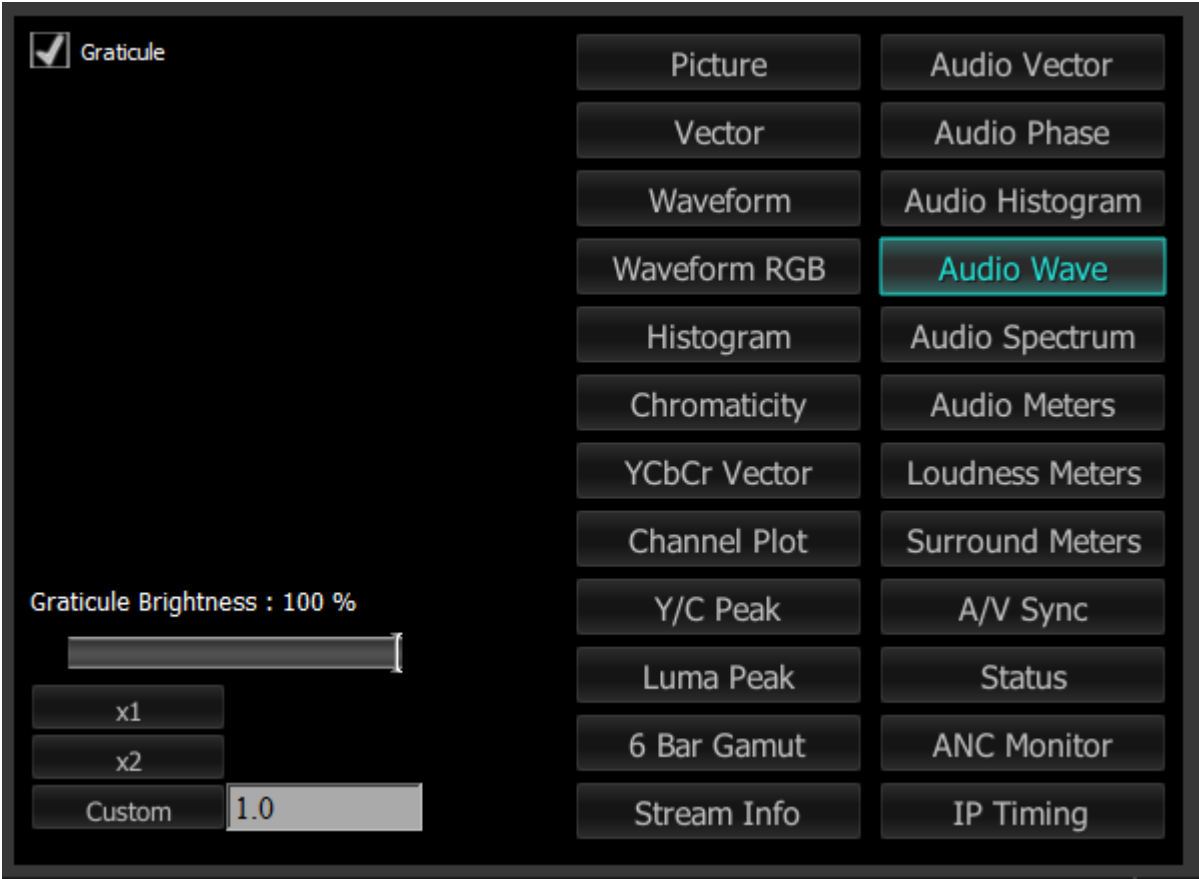 Graticule
Graticule Brightness : 100 %
x1
x2
Custom 1.0
Picture
Vector
Waveform
Waveform RGB
Histogram
Chromaticity
YCbCr Vector
Channel Plot
Y/C Peak
Luma Peak
6 Bar Gamut
Stream Info
Audio Vector
Audio Phase
Audio Histogram
Audio Wave
Audio Spectrum
Audio Meters
Loudness Meters
Surround Meters
A/V Sync
Status
ANC Monitor
IP Timing